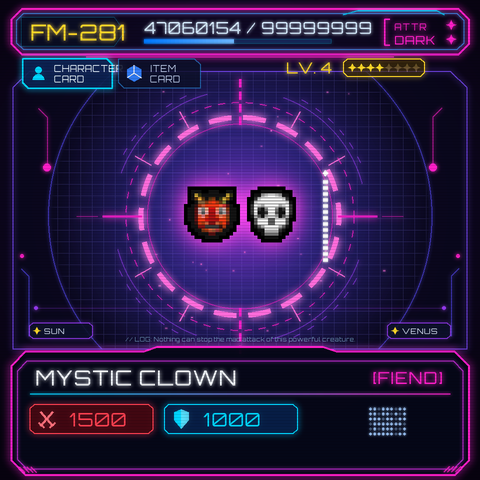 FM-281
47060154 / 99999999
ATTR
DARK
CHARACTER
CARD
ITEM
CARD
LV. 4
SUN
VENUS
// LOG: Nothing can stop the mad attack of this powerful creature.
MYSTIC CLOWN
[FIEND]
1500
1000